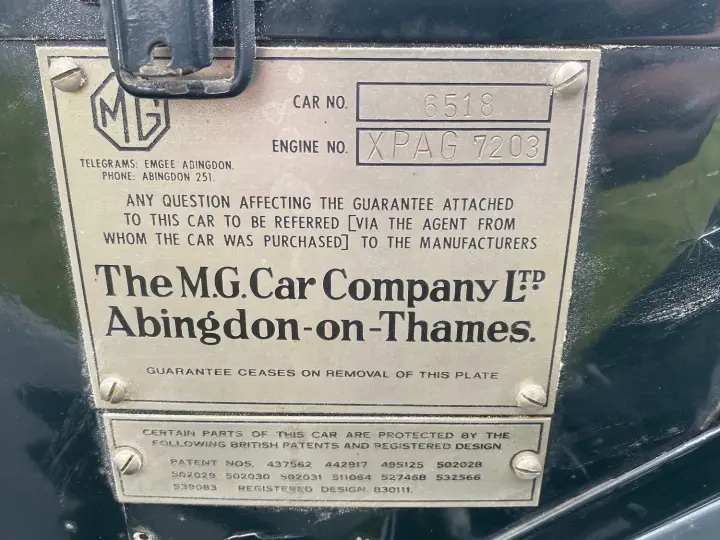 MG
CAR NO. 6518
ENGINE NO. XPAG 7203
TELEGRAMS: EMGEE ABINGDON.
PHONE: ABINGDON 251.
ANY QUESTION AFFECTING THE GUARANTEE ATTACHED
TO THIS CAR TO BE REFERRED [VIA THE AGENT FROM
WHOM THE CAR WAS PURCHASED] TO THE MANUFACTURERS
The M.G. Car Company LTD
Abingdon-on-Thames.
GUARANTEE CEASES ON REMOVAL OF THIS PLATE
CERTAIN PARTS OF THIS CAR ARE PROTECTED BY THE
FOLLOWING BRITISH PATENTS AND REGISTERED DESIGN
PATENT NOS. 437562 442917 495125 502028
502029 502030 502031 511064 527468 532566
539083 REGISTERED DESIGN 830111.